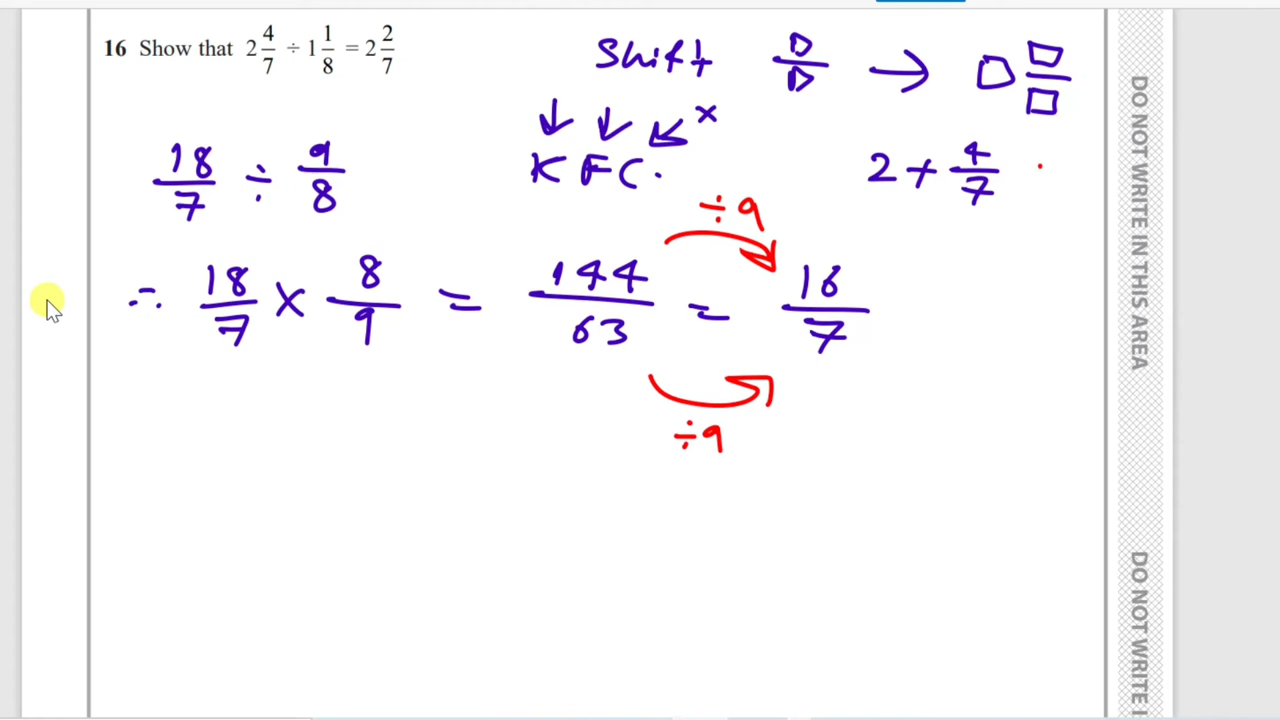 16 Show that 2 4/7 ÷ 1 1/8 = 2 2/7
Shift □/□ → □ □/□
18/7 ÷ 9/8
K F C.
×
2 + 4/7
÷9
∴ 18/7 × 8/9 = 144/63 = 16/7
÷9
DO NOT WRITE IN THIS AREA
DO NOT WRITE I